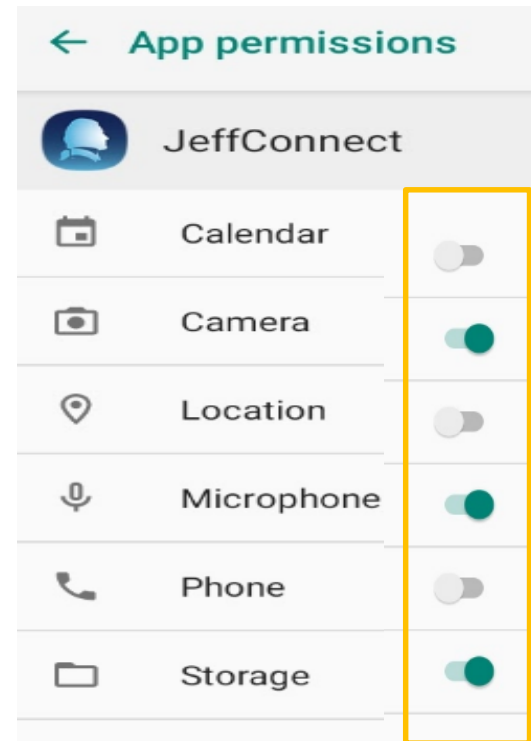 App permissions
JeffConnect
Calendar
Camera
Location
Microphone
Phone
Storage